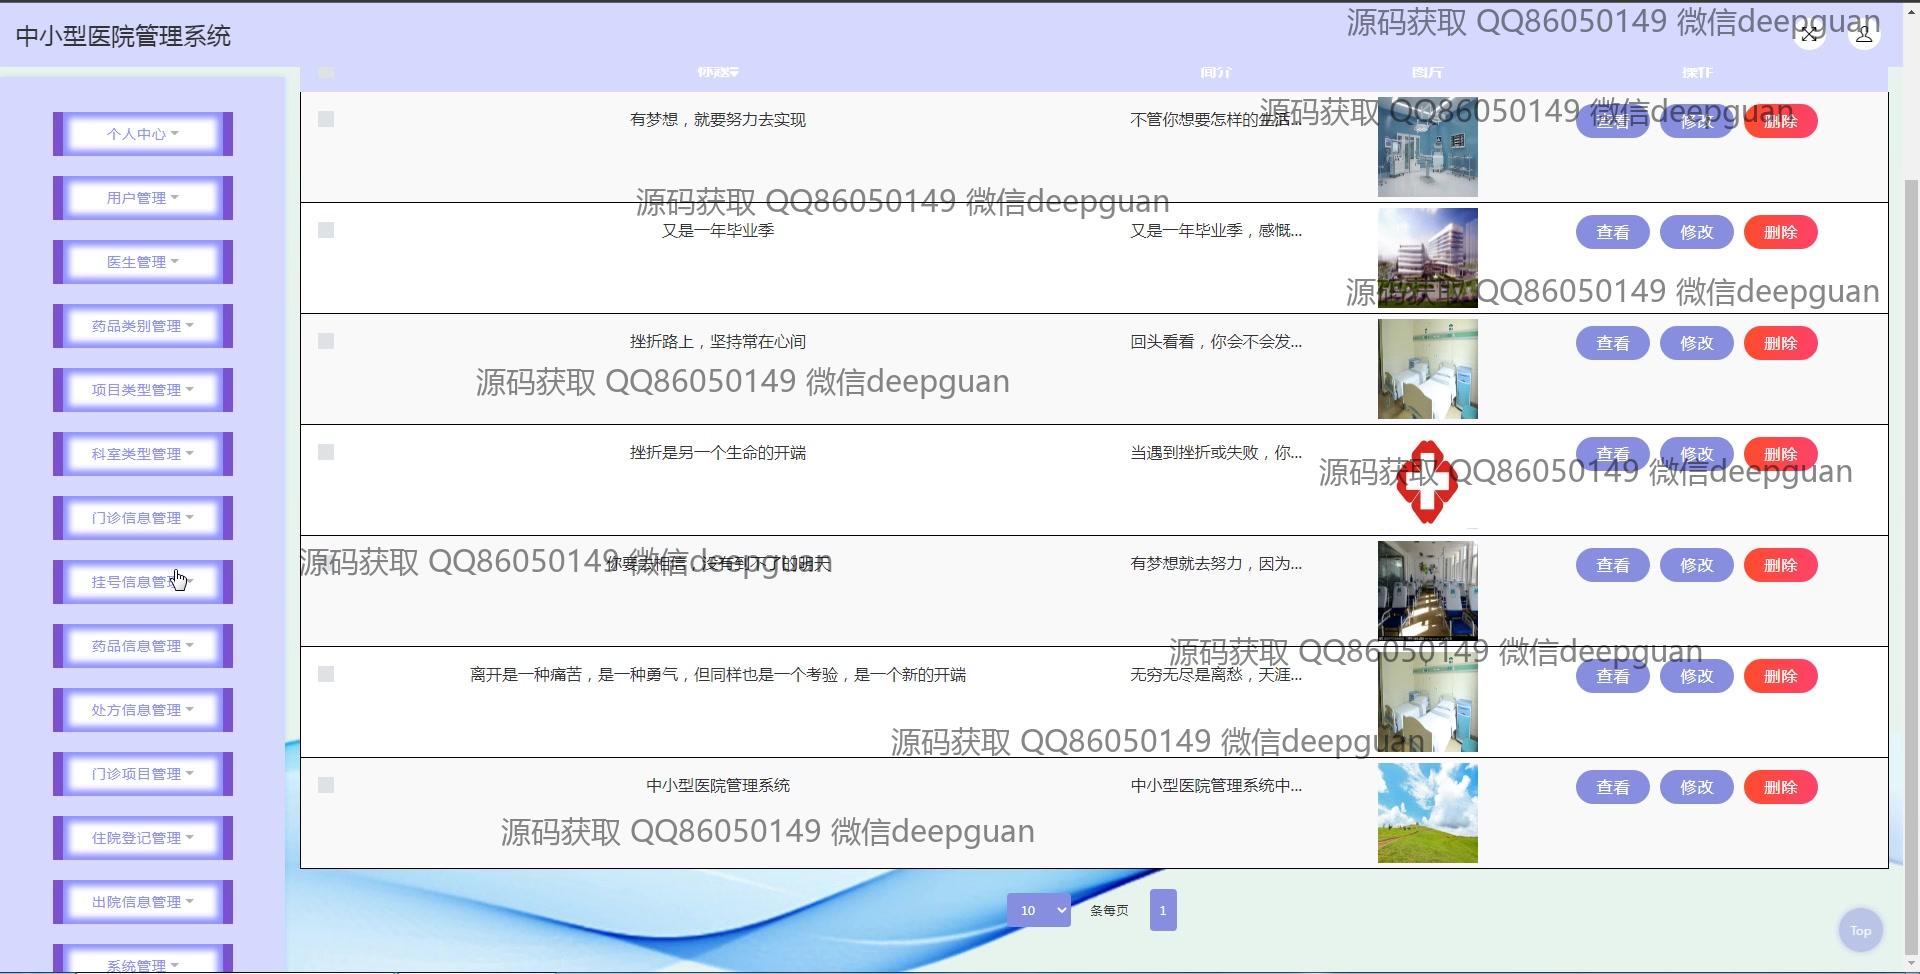 中小型医院管理系统
源码获取 QQ86050149 微信deepguan
标题
简介
图片
操作
个人中心
用户管理
医生管理
药品类别管理
项目类型管理
科室类型管理
门诊信息管理
挂号信息管理
药品信息管理
处方信息管理
门诊项目管理
住院登记管理
出院信息管理
系统管理
有梦想，就要努力去实现
不管你想要怎样的生活...
源码获取 QQ86050149 微信deepguan
查看
修改
删除
源码获取 QQ86050149 微信deepguan
又是一年毕业季
又是一年毕业季，感慨...
查看
修改
删除
源码获取 QQ86050149 微信deepguan
挫折路上，坚持常在心间
回头看看，你会不会发...
查看
修改
删除
源码获取 QQ86050149 微信deepguan
挫折是另一个生命的开端
当遇到挫折或失败，你...
查看
修改
删除
源码获取 QQ86050149 微信deepguan
源码获取 QQ86050149 微信deepguan
你要去相信，没有到不了的明天
有梦想就去努力，因为...
查看
修改
删除
源码获取 QQ86050149 微信deepguan
离开是一种痛苦，是一种勇气，但同样也是一个考验，是一个新的开端
无穷无尽是离愁，天涯...
查看
修改
删除
源码获取 QQ86050149 微信deepguan
中小型医院管理系统
中小型医院管理系统中...
查看
修改
删除
源码获取 QQ86050149 微信deepguan
10
条每页
1
Top